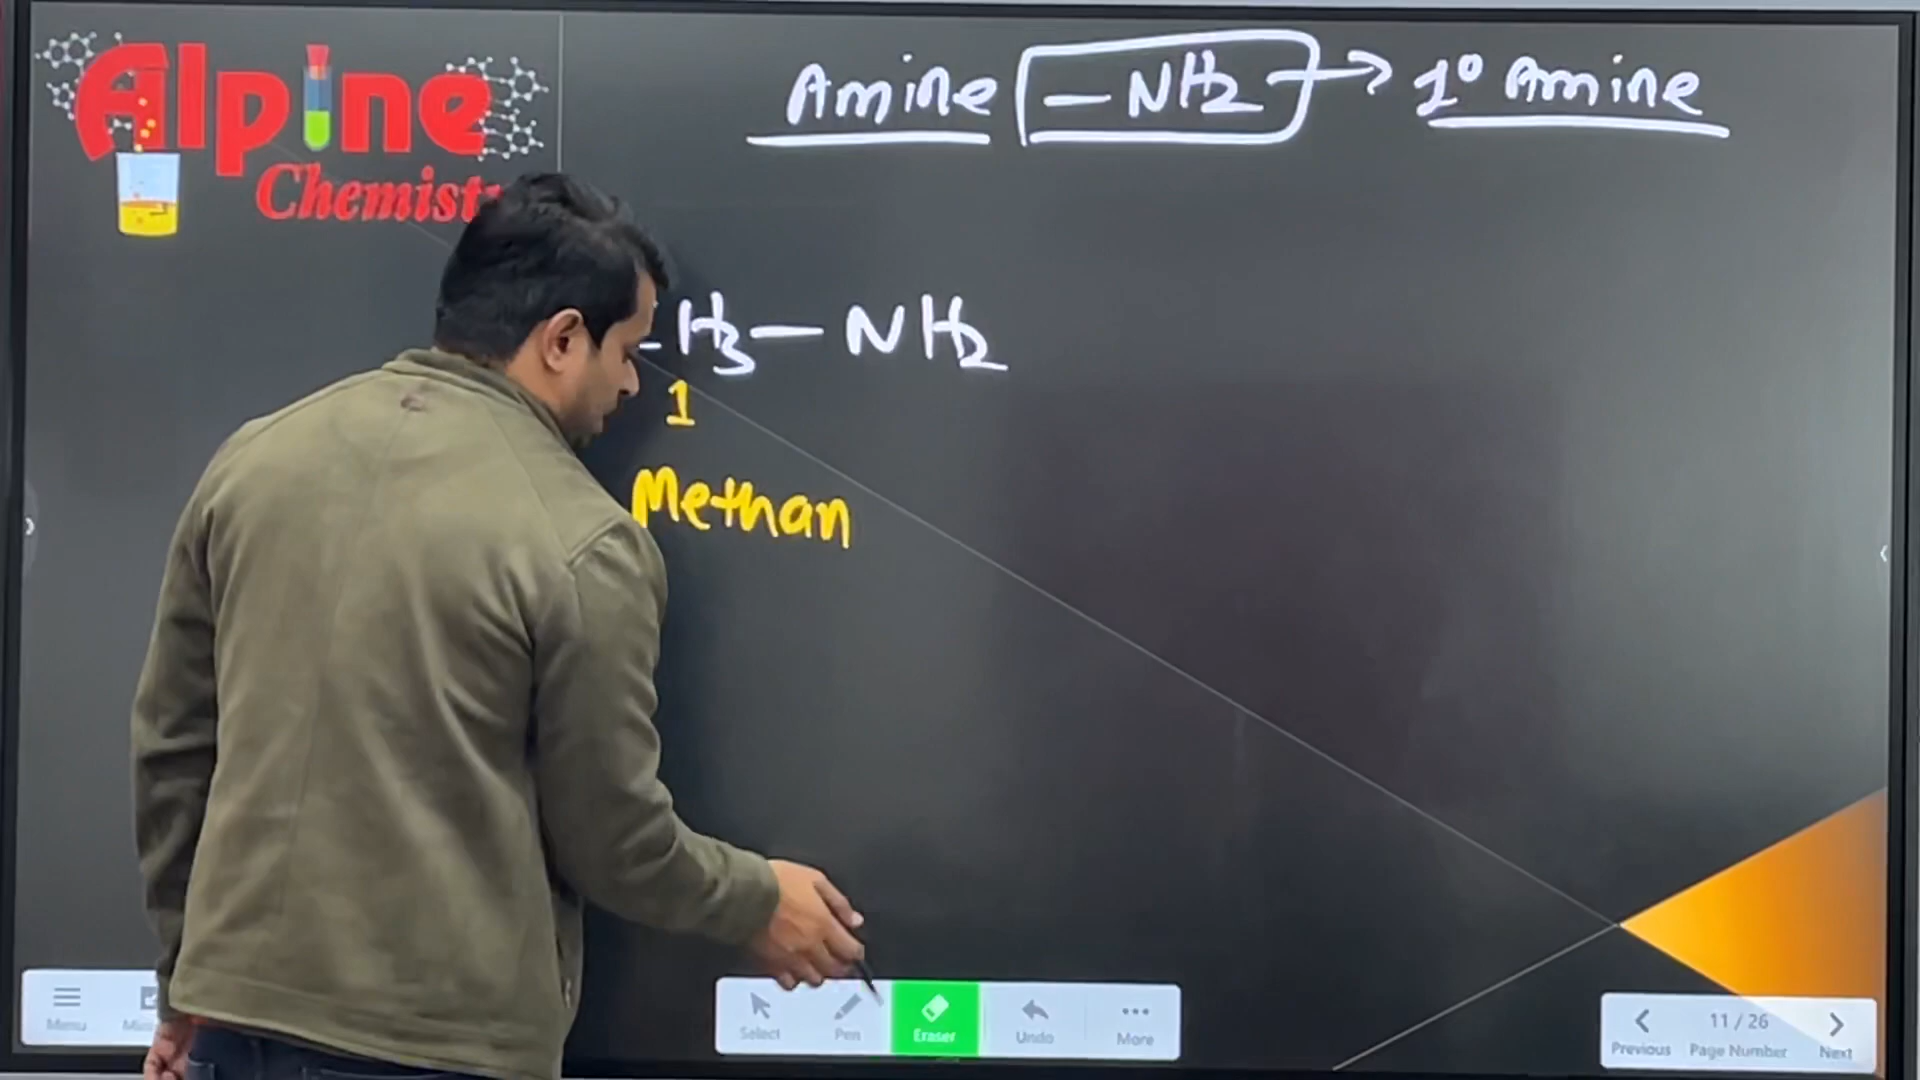 Alpine
Amine -NH2 → 1° Amine
H3-NH2
1
Methan
Menu
Select
Pen
Eraser
Undo
More
11 / 26
Previous
Page Number
Next